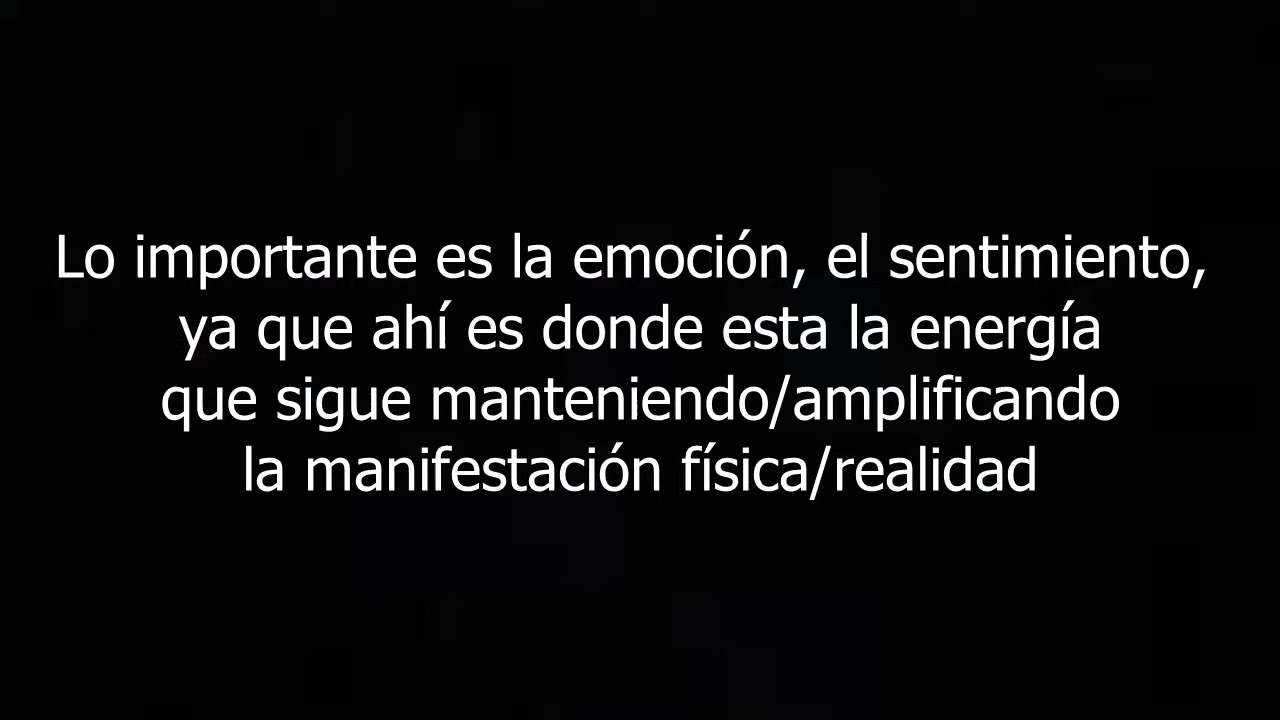 Lo importante es la emoción, el sentimiento,
ya que ahí es donde esta la energía
que sigue manteniendo/amplificando
la manifestación física/realidad